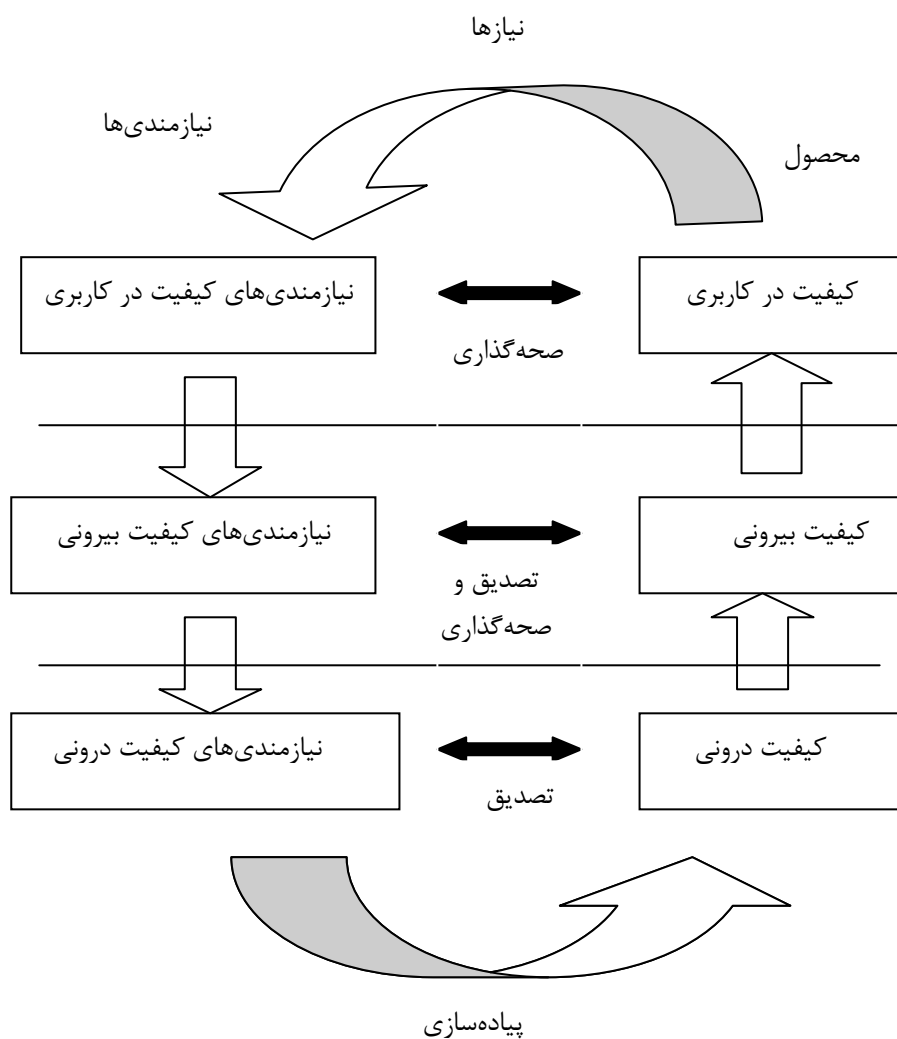 نیازها
نیازمندی‌ها
محصول
کیفیت در کاربری
نیازمندی‌های کیفیت در کاربری
صحه‌گذاری
کیفیت بیرونی
نیازمندی‌های کیفیت بیرونی
تصدیق و
صحه‌گذاری
کیفیت درونی
نیازمندی‌های کیفیت درونی
تصدیق
پیاده‌سازی